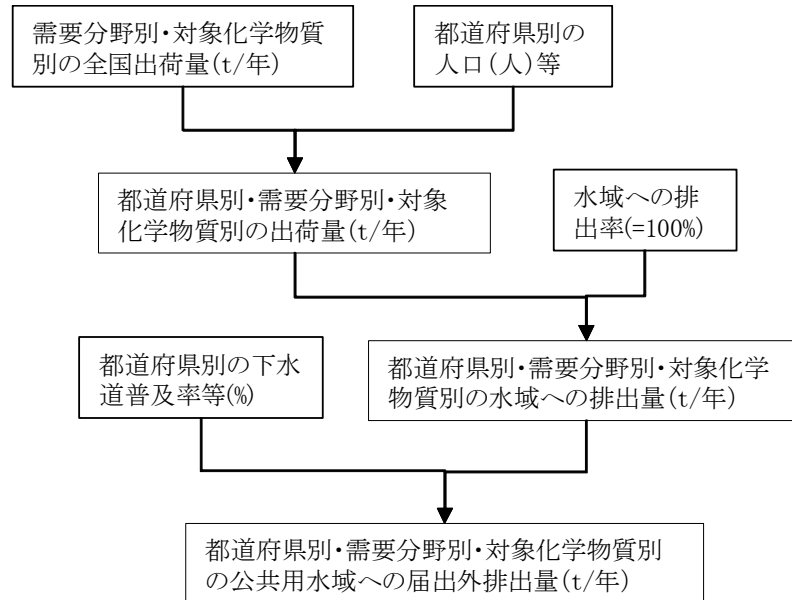 需要分野別・対象化学物質
別の全国出荷量(t/年)
都道府県別の
人口(人)等
都道府県別・需要分野別・対象
化学物質別の出荷量(t/年)
水域への排
出率(=100%)
都道府県別の下水
道普及率等(%)
都道府県別・需要分野別・対象化学
物質別の水域への排出量(t/年)
都道府県別・需要分野別・対象化学物質別
の公共用水域への届出外排出量(t/年)